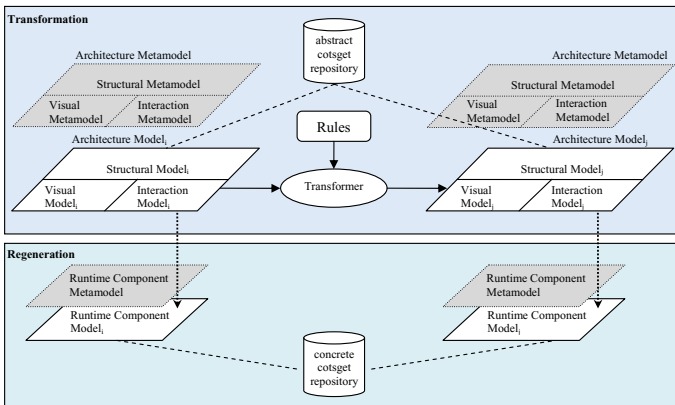 Transformation
abstract
cotsget
repository
Architecture Metamodel
Structural Metamodel
Visual
Metamodel
Interaction
Metamodel
Architecture Metamodel
Structural Metamodel
Visual
Metamodel
Interaction
Metamodel
Architecture Modeli
Structural Modeli
Visual
Modeli
Interaction
Modeli
Rules
Transformer
Architecture Modelj
Structural Modelj
Visual
Modelj
Interaction
Modelj
Regeneration
Runtime Component
Metamodel
Runtime Component
Modeli
Runtime Component
Metamodel
Runtime Component
Modeli
concrete
cotsget
repository